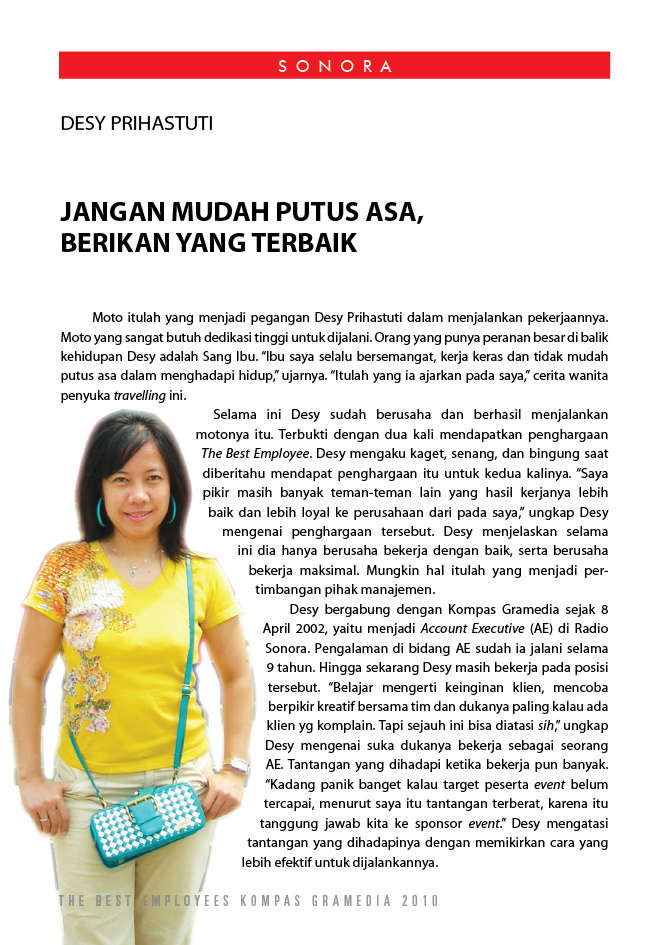 SONORA
DESY PRIHASTUTI
JANGAN MUDAH PUTUS ASA,
BERIKAN YANG TERBAIK
Moto itulah yang menjadi pegangan Desy Prihastuti dalam menjalankan pekerjaannya.
Moto yang sangat butuh dedikasi tinggi untuk dijalani. Orang yang punya peranan besar di balik
kehidupan Desy adalah Sang Ibu. “Ibu saya selalu bersemangat, kerja keras dan tidak mudah
putus asa dalam menghadapi hidup,” ujarnya. “Itulah yang ia ajarkan pada saya,” cerita wanita
penyuka travelling ini.
Selama ini Desy sudah berusaha dan berhasil menjalankan
motonya itu. Terbukti dengan dua kali mendapatkan penghargaan
The Best Employee. Desy mengaku kaget, senang, dan bingung saat
diberitahu mendapat penghargaan itu untuk kedua kalinya. “Saya
pikir masih banyak teman-teman lain yang hasil kerjanya lebih
baik dan lebih loyal ke perusahaan dari pada saya,” ungkap Desy
mengenai penghargaan tersebut. Desy menjelaskan selama
ini dia hanya berusaha bekerja dengan baik, serta berusaha
bekerja maksimal. Mungkin hal itulah yang menjadi per-
timbangan pihak manajemen.
Desy bergabung dengan Kompas Gramedia sejak 8
April 2002, yaitu menjadi Account Executive (AE) di Radio
Sonora. Pengalaman di bidang AE sudah ia jalani selama
9 tahun. Hingga sekarang Desy masih bekerja pada posisi
tersebut. “Belajar mengerti keinginan klien, mencoba
berpikir kreatif bersama tim dan dukanya paling kalau ada
klien yg komplain. Tapi sejauh ini bisa diatasi sih,” ungkap
Desy mengenai suka dukanya bekerja sebagai seorang
AE. Tantangan yang dihadapi ketika bekerja pun banyak.
“Kadang panik banget kalau target peserta event belum
tercapai, menurut saya itu tantangan terberat, karena itu
tanggung jawab kita ke sponsor event.” Desy mengatasi
tantangan yang dihadapinya dengan memikirkan cara yang
lebih efektif untuk dijalankannya.
THE BEST EMPLOYEES KOMPAS GRAMEDIA 2010